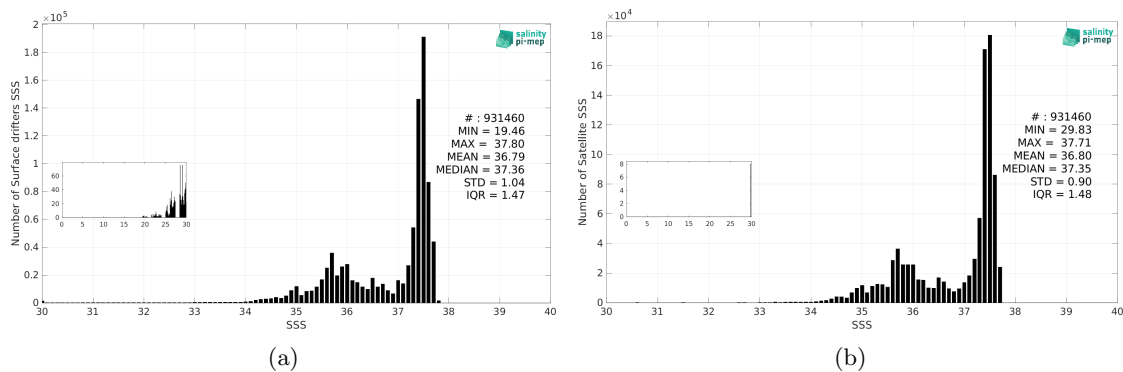 ×10⁵
2
1.8
1.6
1.4
1.2
1
0.8
0.6
0.4
0.2
0
Number of Surface drifters SSS
30 31 32 33 34 35 36 37 38 39 40
SSS
salinity
pi-mep
# : 931460
MIN = 19.46
MAX = 37.80
MEAN = 36.79
MEDIAN = 37.36
STD = 1.04
IQR = 1.47
60
40
20
0
0 5 10 15 20 25 30
(a)
×10⁴
18
16
14
12
10
8
6
4
2
0
Number of Satellite SSS
30 31 32 33 34 35 36 37 38 39 40
SSS
salinity
pi-mep
# : 931460
MIN = 29.83
MAX = 37.71
MEAN = 36.80
MEDIAN = 37.35
STD = 0.90
IQR = 1.48
8
6
4
2
0
0 5 10 15 20 25 30
(b)